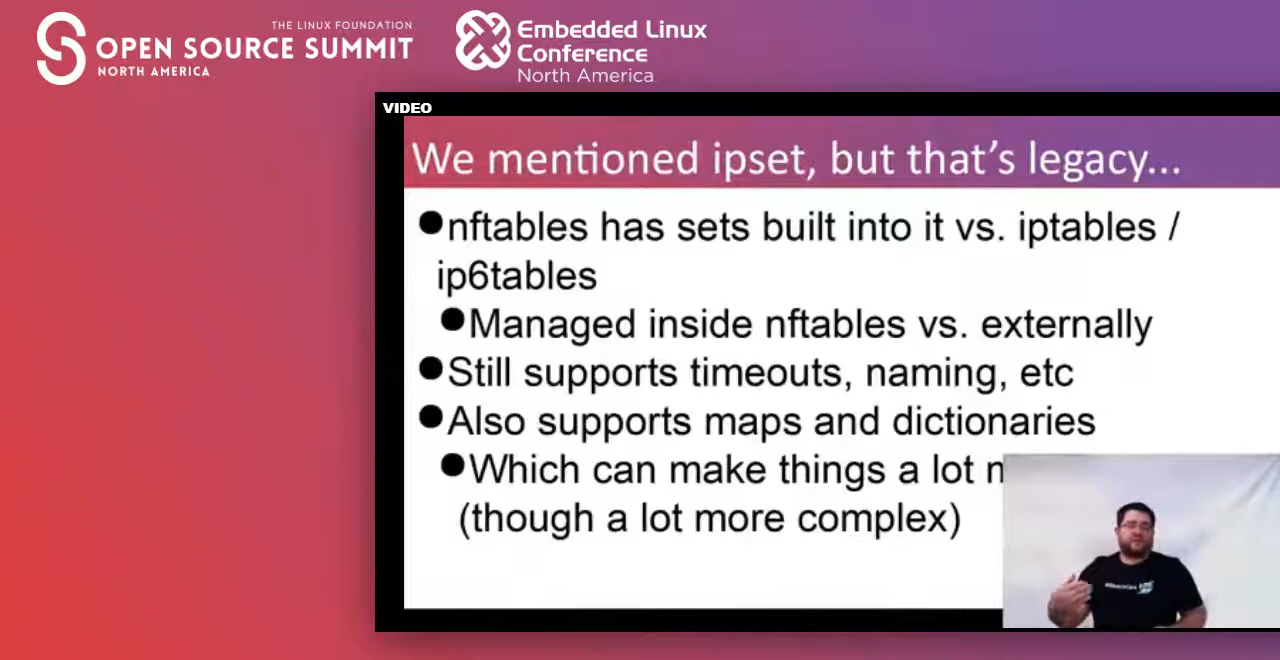 THE LINUX FOUNDATION
OPEN SOURCE SUMMIT
NORTH AMERICA
Embedded Linux
Conference
North America
VIDEO
We mentioned ipset, but that's legacy...
●nftables has sets built into it vs. iptables /
ip6tables
●Managed inside nftables vs. externally
●Still supports timeouts, naming, etc
●Also supports maps and dictionaries
●Which can make things a lot
(though a lot more complex)